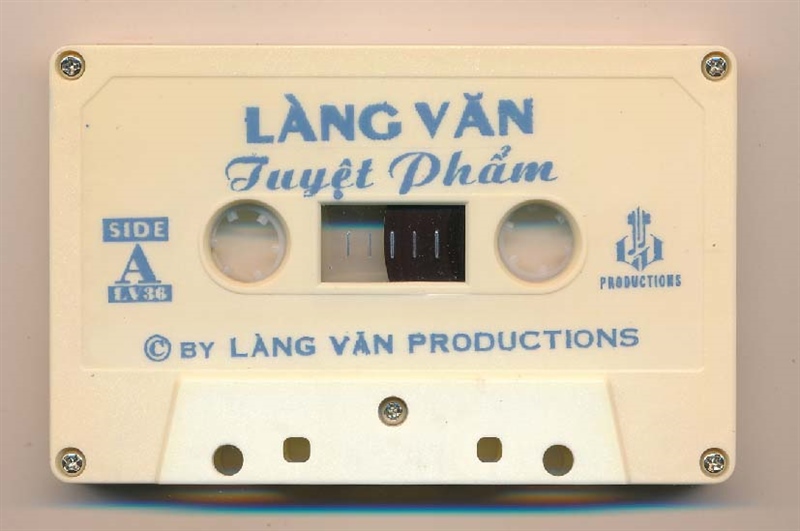 LÀNG VĂN
Tuyệt Phẩm
SIDE
A
LV36
PRODUCTIONS
© BY LÀNG VĂN PRODUCTIONS